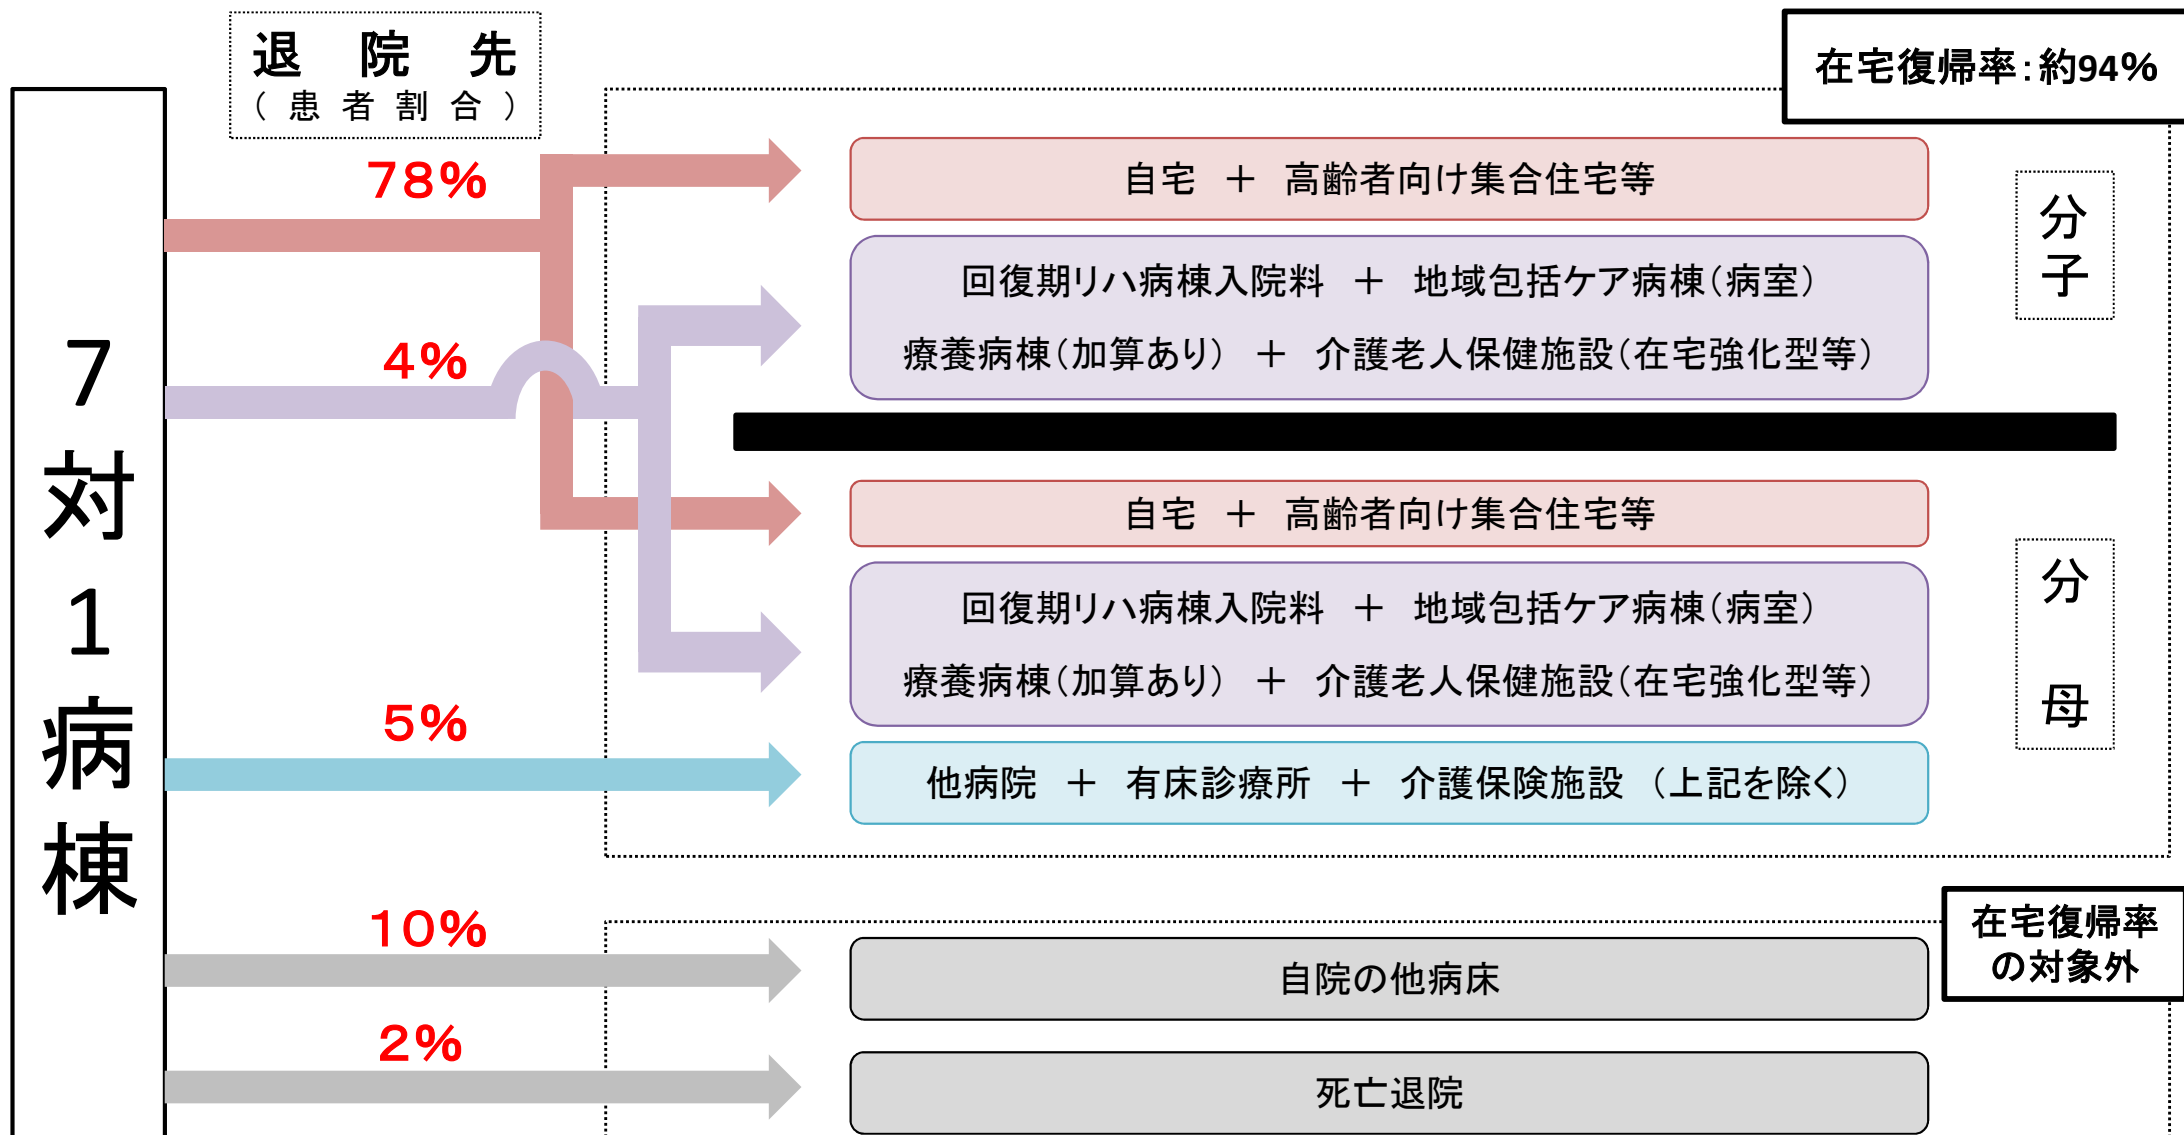 退 院 先
(患者割合)
在宅復帰率：約94%
7対1病棟
78%
自宅 ＋ 高齢者向け集合住宅等
分子
回復期リハ病棟入院料 ＋ 地域包括ケア病棟（病室）
療養病棟（加算あり） ＋ 介護老人保健施設（在宅強化型等）
4%
自宅 ＋ 高齢者向け集合住宅等
分母
回復期リハ病棟入院料 ＋ 地域包括ケア病棟（病室）
療養病棟（加算あり） ＋ 介護老人保健施設（在宅強化型等）
5%
他病院 ＋ 有床診療所 ＋ 介護保険施設 （上記を除く）
在宅復帰率
の対象外
10%
自院の他病床
2%
死亡退院